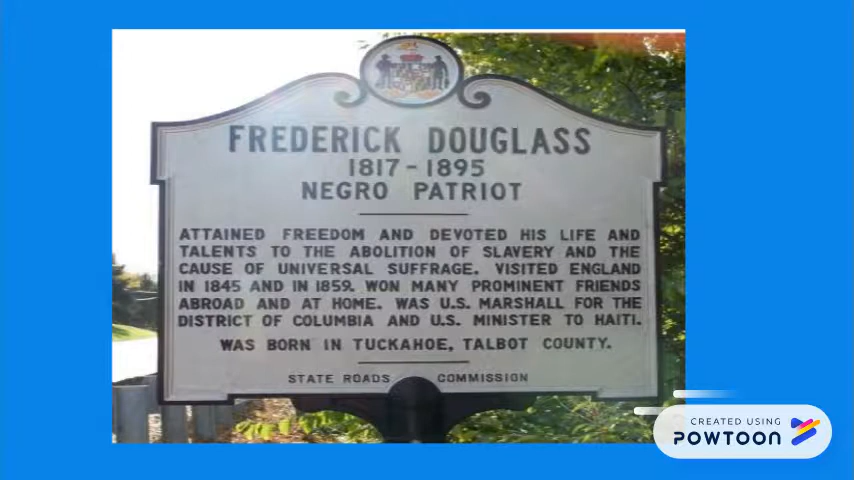 FREDERICK DOUGLASS
1817-1895
NEGRO PATRIOT
ATTAINED FREEDOM AND DEVOTED HIS LIFE AND
TALENTS TO THE ABOLITION OF SLAVERY AND THE
CAUSE OF UNIVERSAL SUFFRAGE. VISITED ENGLAND
IN 1845 AND IN 1859. WON MANY PROMINENT FRIENDS
ABROAD AND AT HOME. WAS U.S. MARSHALL FOR THE
DISTRICT OF COLUMBIA AND U.S. MINISTER TO HAITI.
WAS BORN IN TUCKAHOE, TALBOT COUNTY.
STATE ROADS COMMISSION
CREATED USING
POWTOON